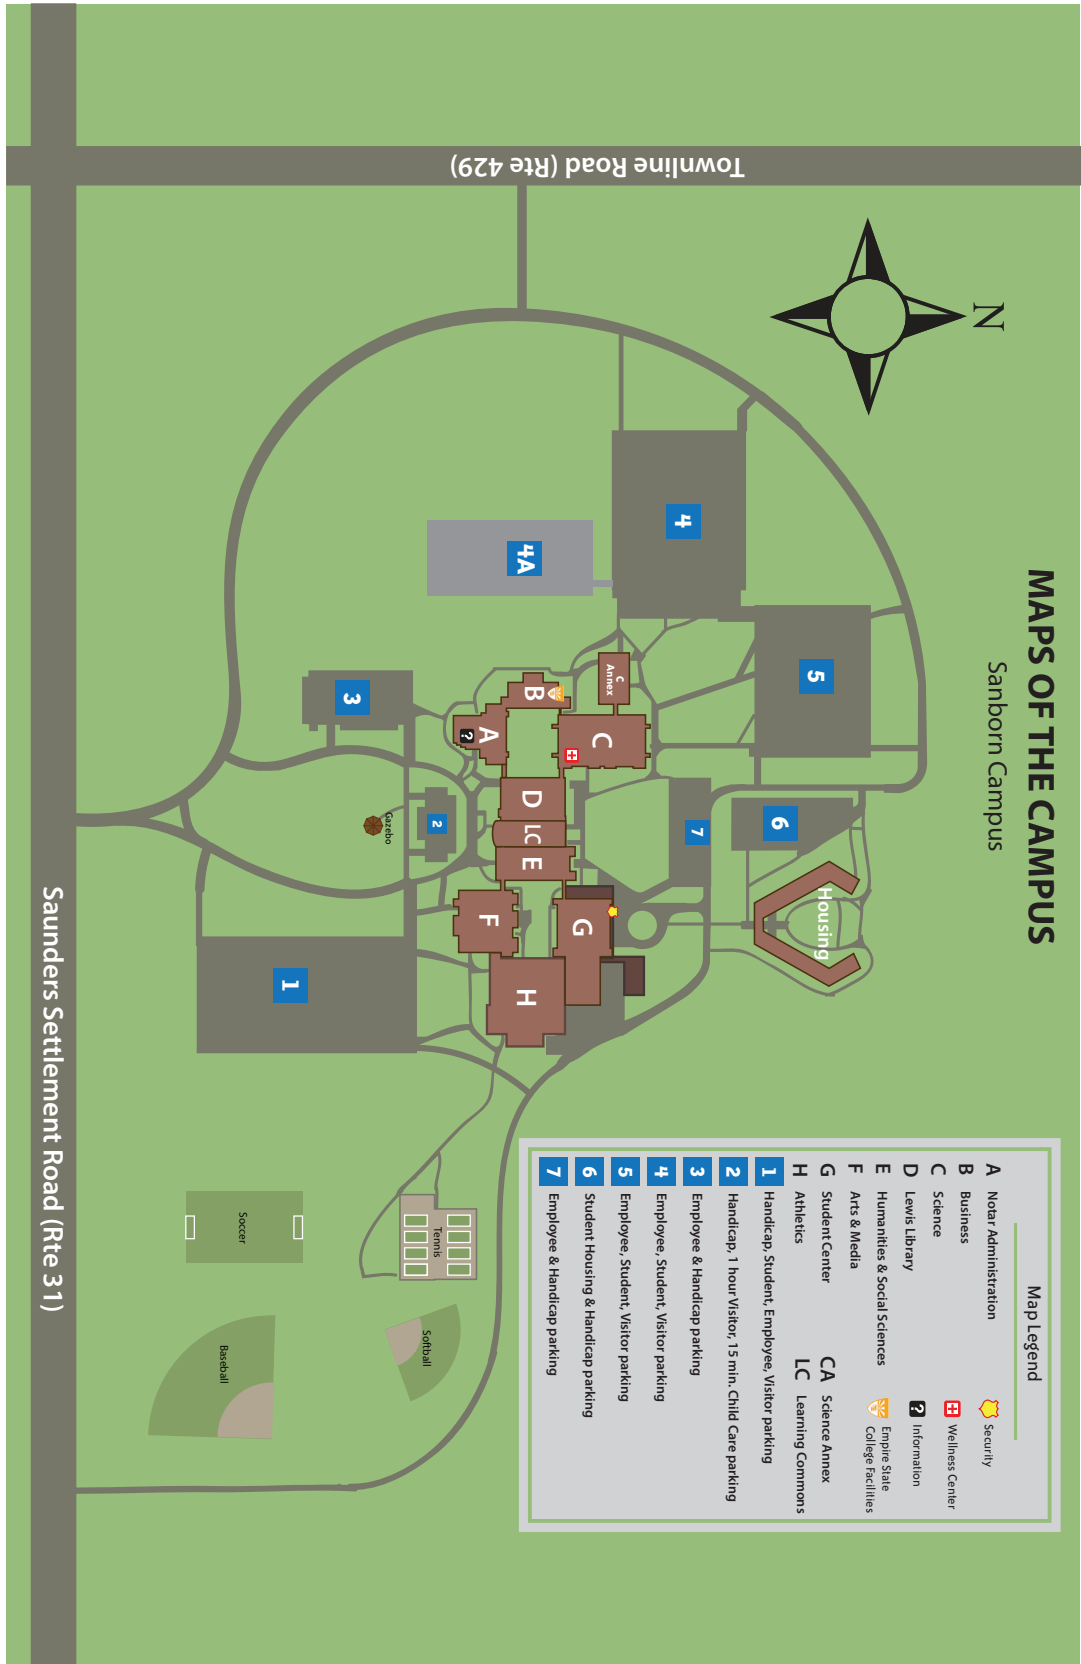 MAPS OF THE CAMPUS
Sanborn Campus
N
Townline Road (Rte 429)
4
4A
5
3
C
Annex
B
?
A
C
D
LC
E
2
Gazebo
7
6
Housing
F
G
H
1
Tennis
Soccer
Softball
Baseball
Saunders Settlement Road (Rte 31)
Map Legend
A Notar Administration
B Business
C Science
D Lewis Library
E Humanities & Social Sciences
F Arts & Media
G Student Center
H Athletics
CA Science Annex
LC Learning Commons
Security
Wellness Center
? Information
Empire State
College Facilities
1 Handicap, Student, Employee, Visitor parking
2 Handicap, 1 hour Visitor, 15 min. Child Care parking
3 Employee & Handicap parking
4 Employee, Student, Visitor parking
5 Employee, Student, Visitor parking
6 Student Housing & Handicap parking
7 Employee & Handicap parking